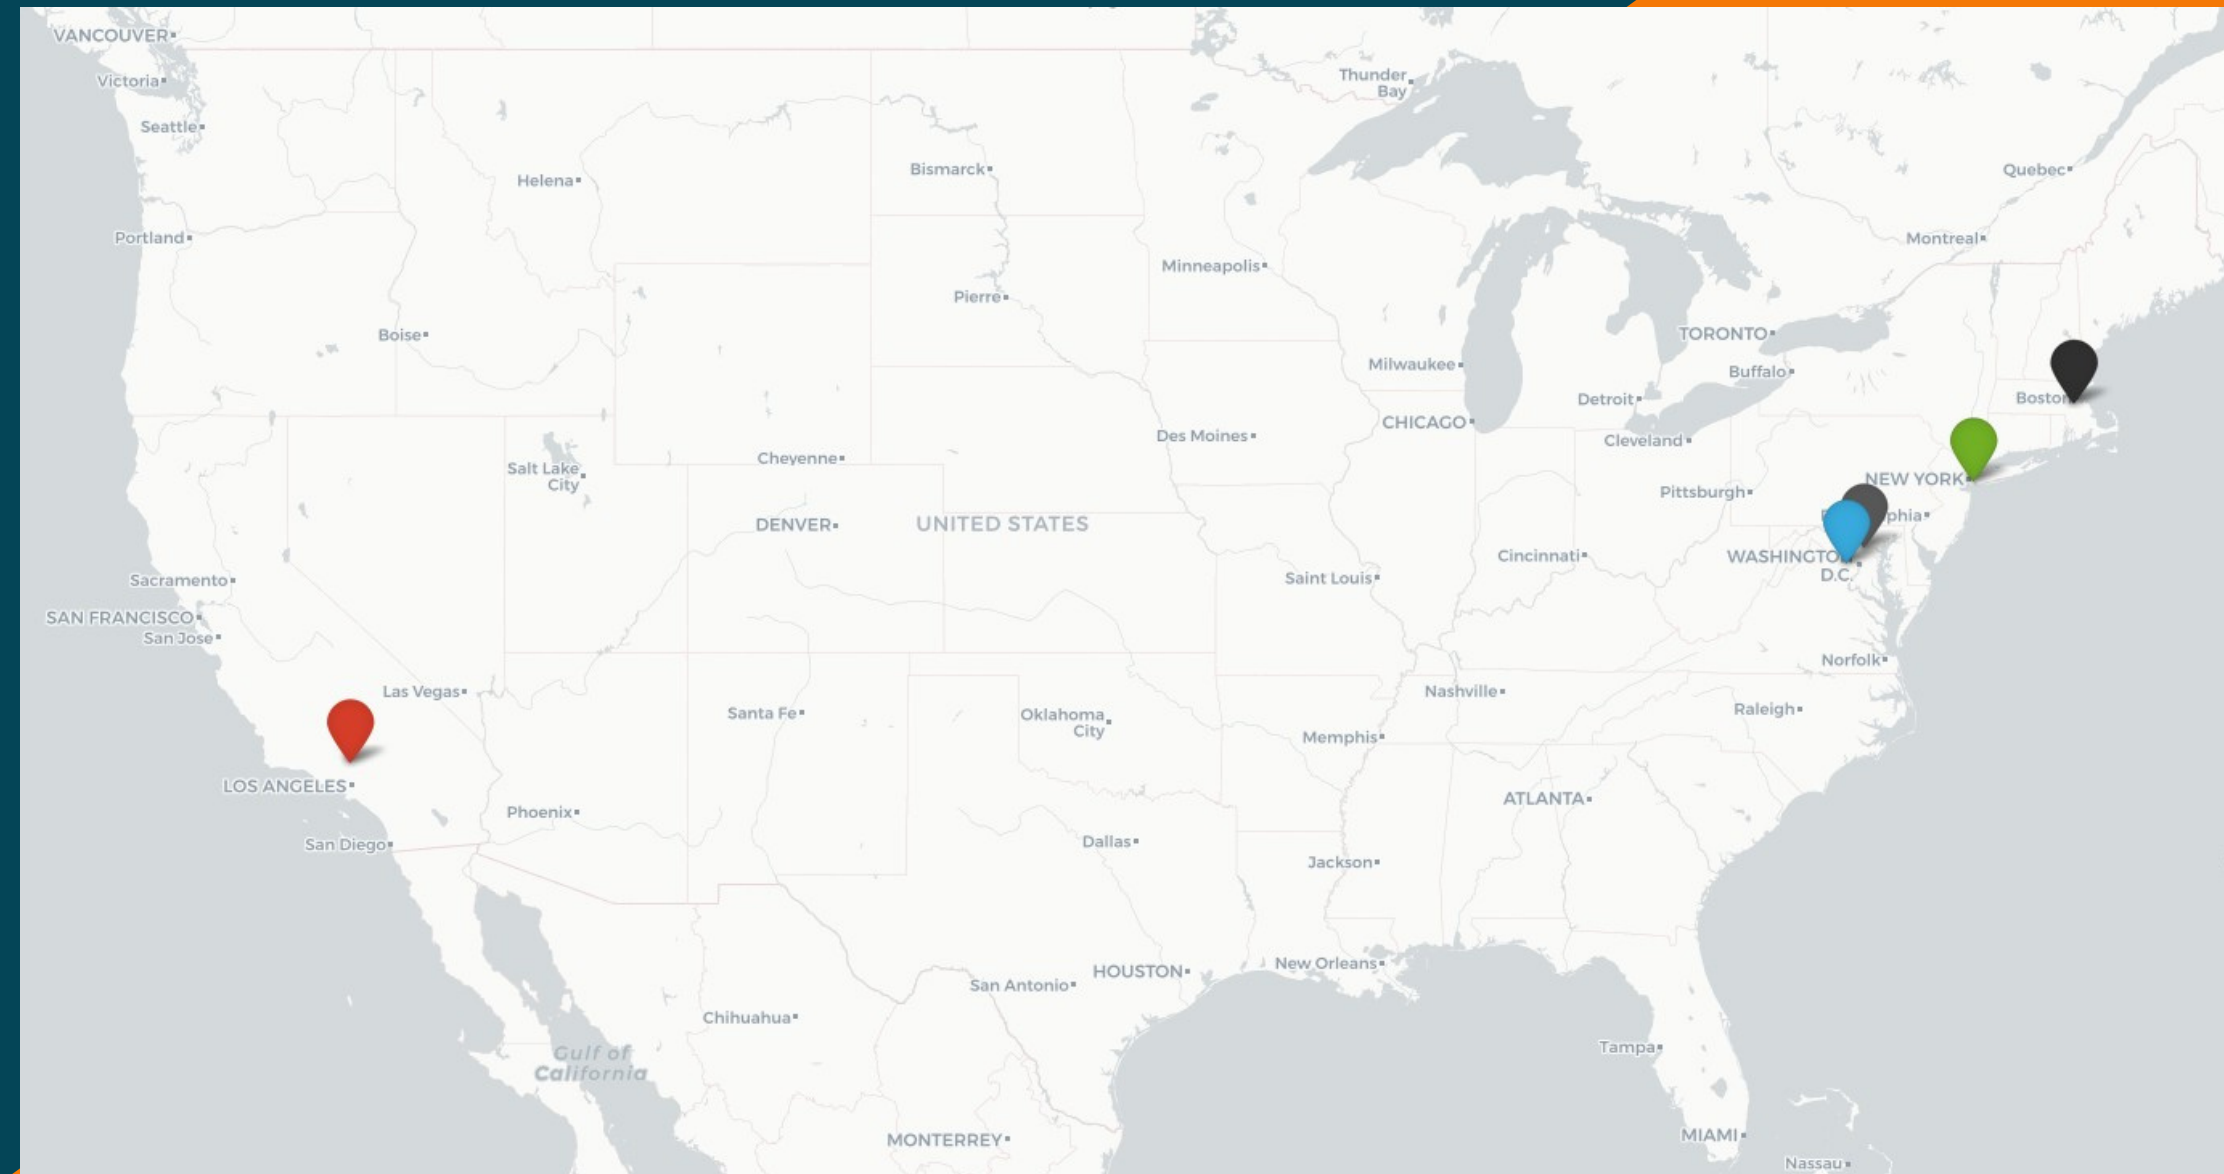 VANCOUVER
Victoria
Seattle
Thunder
Bay
Bismarck
Helena
Quebec
Portland
Montreal
Minneapolis
Pierre
Boise
TORONTO
Milwaukee
Buffalo
Detroit
Boston
CHICAGO
Des Moines
Cleveland
Cheyenne
Salt Lake
City
NEW YORK
Pittsburgh
phia
DENVER
UNITED STATES
Cincinnati
WASHINGTO
D.C.
Saint Louis
Sacramento
SAN FRANCISCO
San Jose
Norfolk
Las Vegas
Nashville
Raleigh
Santa Fe
Oklahoma
City
Memphis
LOS ANGELES
ATLANTA
Phoenix
Dallas
San Diego
Jackson
New Orleans
HOUSTON
San Antonio
Chihuahua
Gulf of
California
Tampa
MIAMI
MONTERREY
Nassau